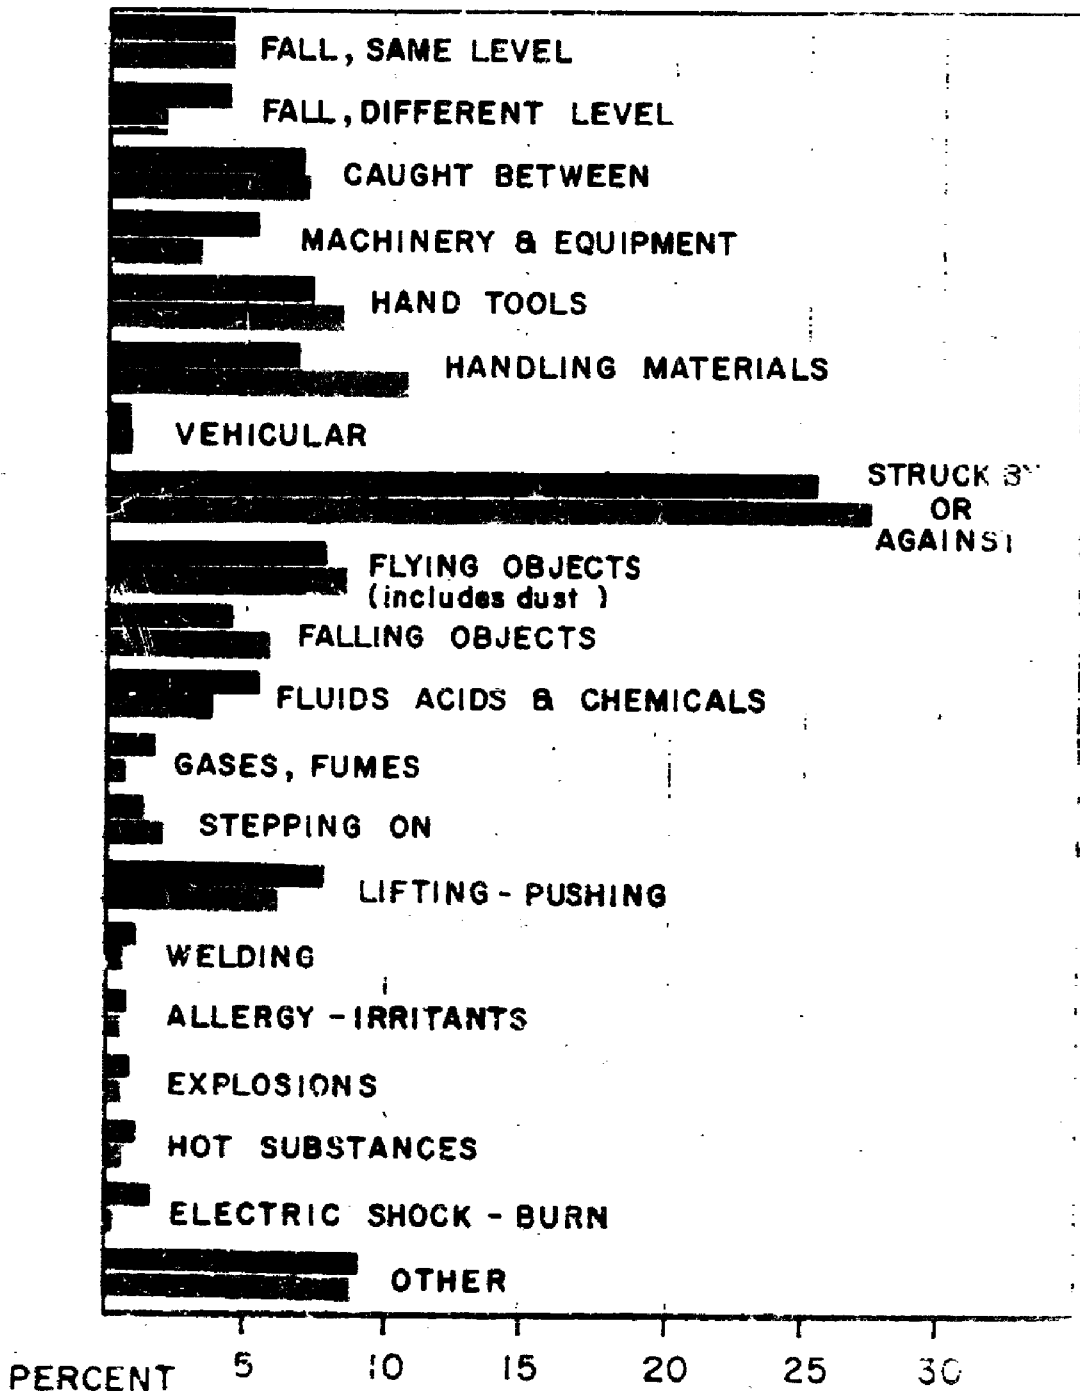 FALL, SAME LEVEL
FALL, DIFFERENT LEVEL
CAUGHT BETWEEN
MACHINERY & EQUIPMENT
HAND TOOLS
HANDLING MATERIALS
VEHICULAR
STRUCK BY
OR
AGAINST
FLYING OBJECTS
(includes dust )
FALLING OBJECTS
FLUIDS ACIDS & CHEMICALS
GASES, FUMES
STEPPING ON
LIFTING - PUSHING
WELDING
ALLERGY - IRRITANTS
EXPLOSIONS
HOT SUBSTANCES
ELECTRIC SHOCK - BURN
OTHER
PERCENT 5 10 15 20 25 30